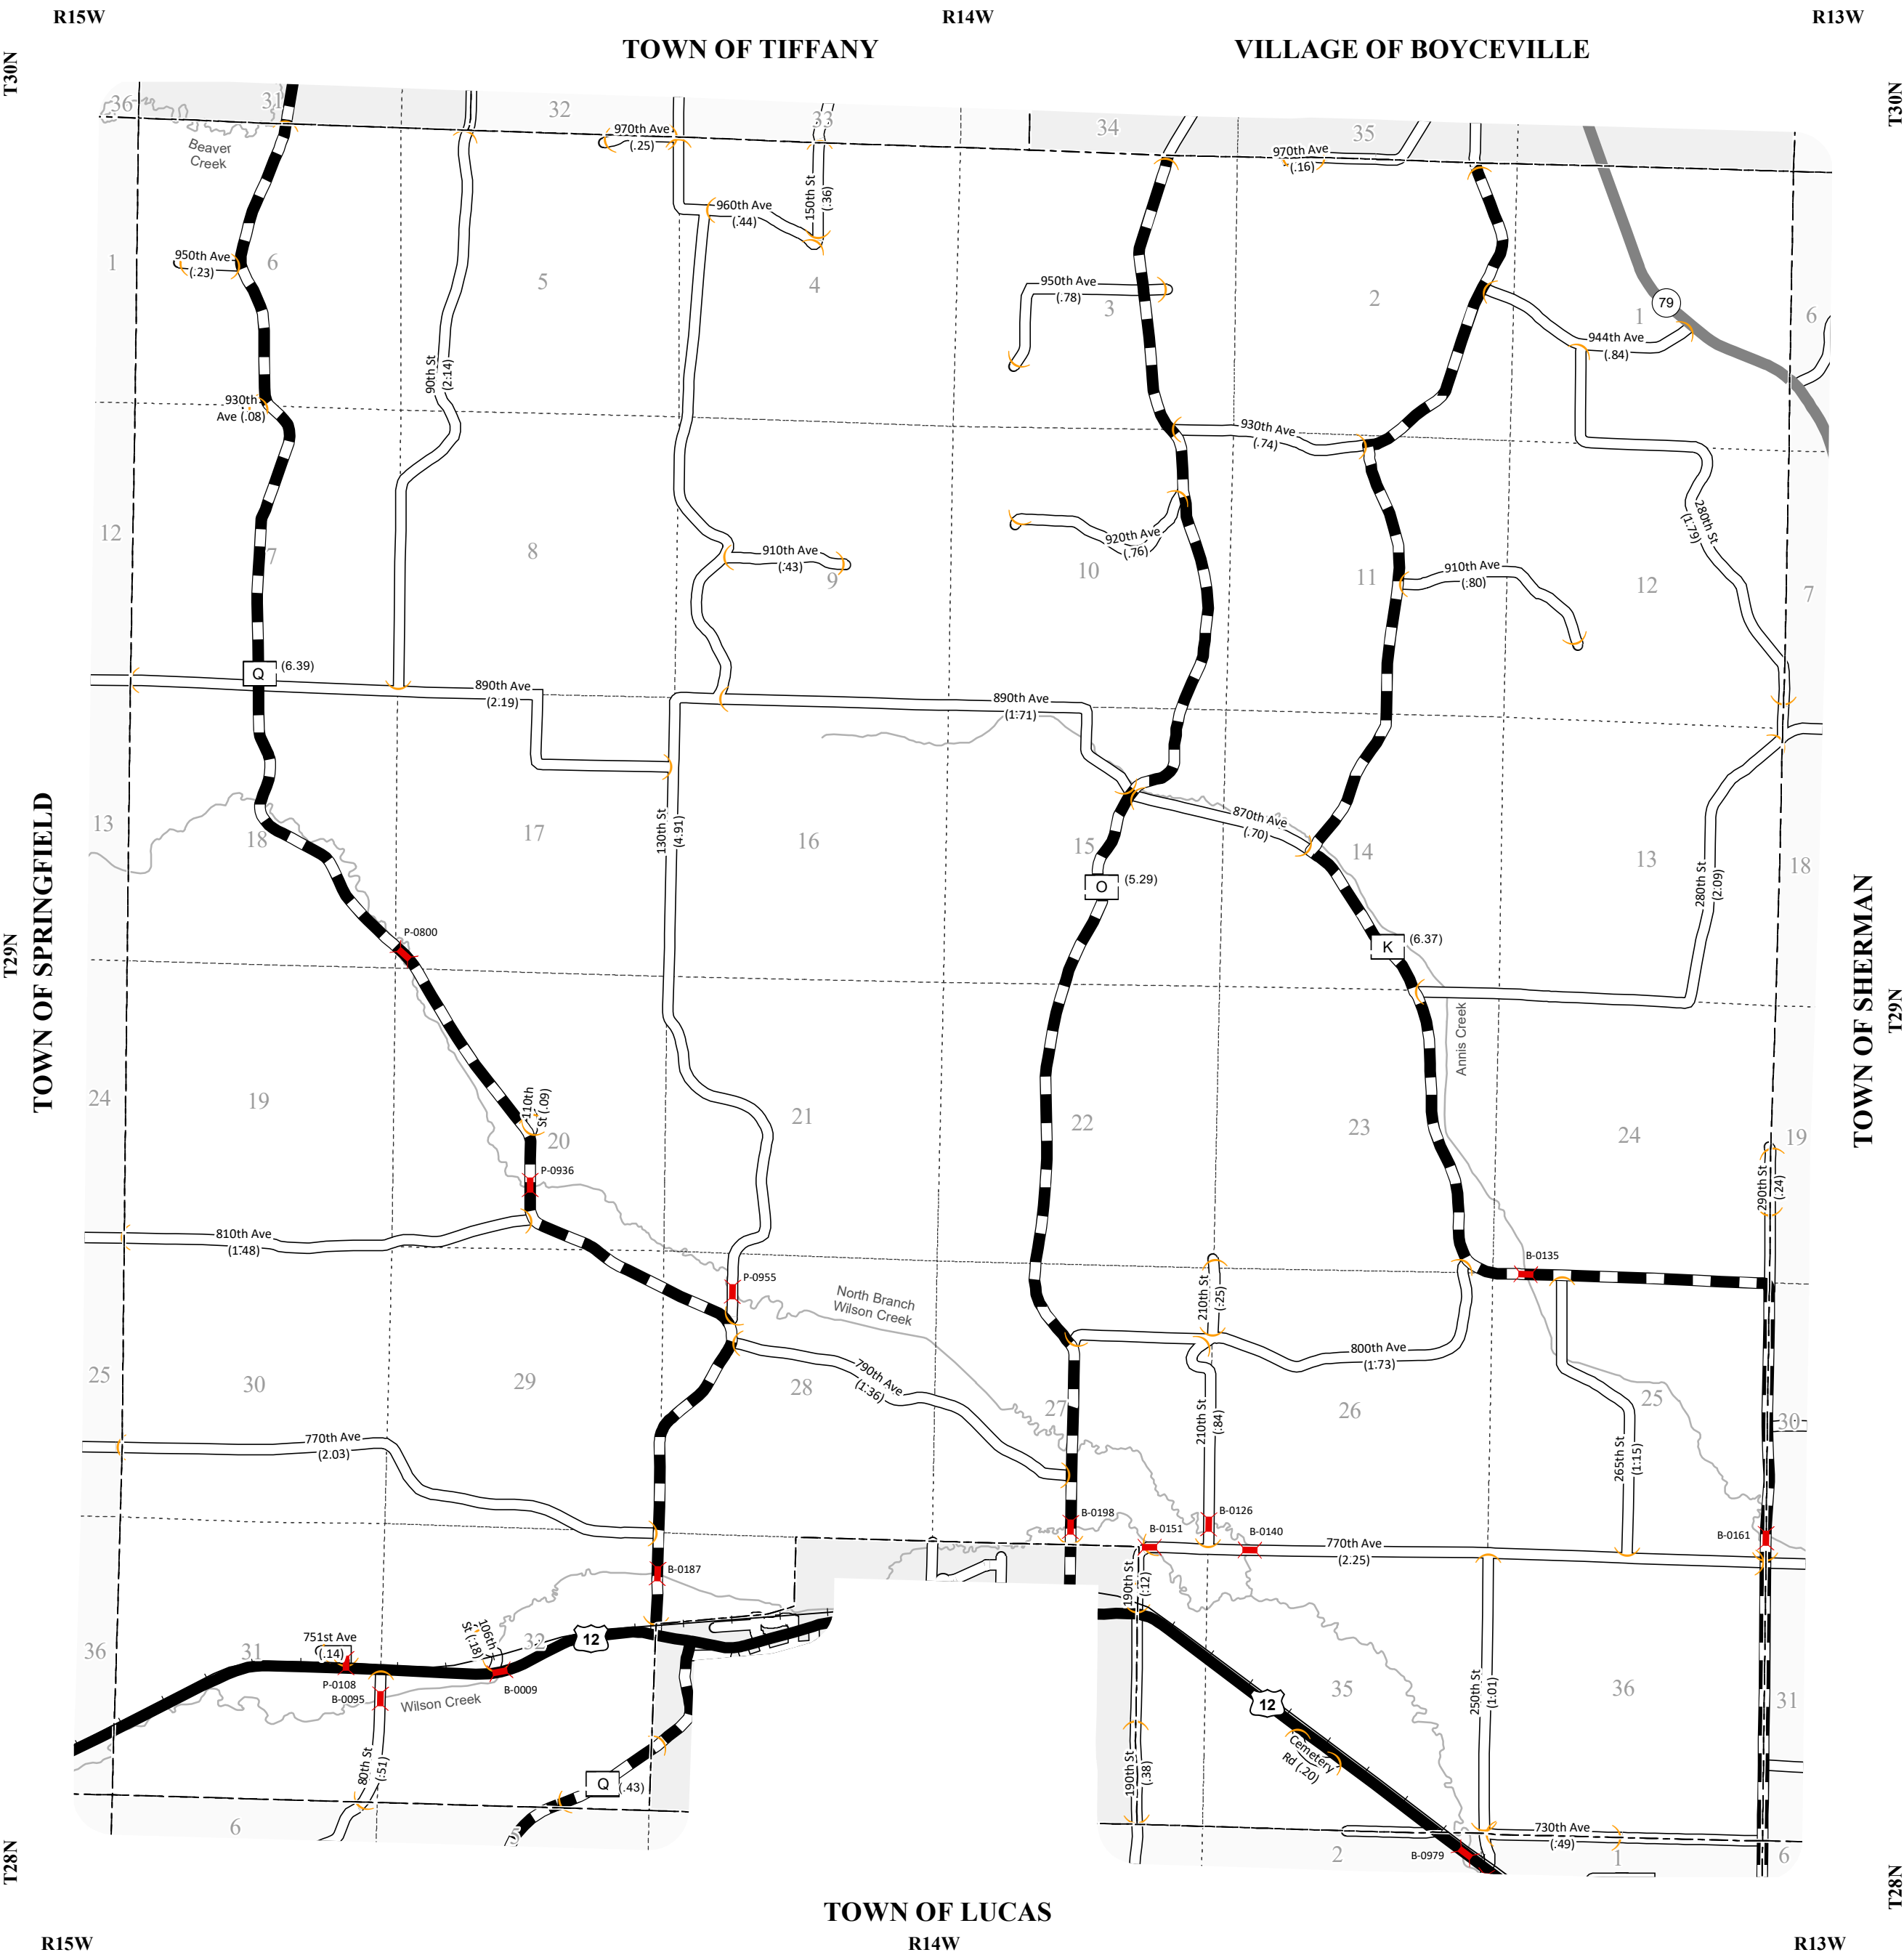 R15W
R14W
R13W
TOWN OF TIFFANY
VILLAGE OF BOYCEVILLE
T30N
T30N
36
31
32
33
34
35
Beaver
Creek
970th Ave
(.25)
970th Ave
(.16)
150th St
(.36)
960th Ave
(.44)
950th Ave
(.23)
1
6
5
4
950th Ave
(.78)
3
2
1
79
6
944th Ave
(.84)
90th St
(2.14)
930th
Ave (.08)
930th Ave
(.74)
12
7
8
910th Ave
(.43)
9
920th Ave
(.76)
10
11
910th Ave
(.80)
12
280th St
(1.79)
7
Q
(6.39)
890th Ave
(2.19)
890th Ave
(1.71)
TOWN OF SPRINGFIELD
13
18
17
130th St
(4.91)
16
15
870th Ave
(.70)
14
13
18
O
(5.29)
280th St
(2.09)
K
(6.37)
TOWN OF SHERMAN
T29N
T29N
P-0800
Annis Creek
24
19
110th
St (.09)
20
21
22
23
24
19
P-0936
290th St
(.24)
810th Ave
(1.48)
P-0955
B-0135
North Branch
Wilson Creek
210th St
(.25)
800th Ave
(1.73)
25
30
29
28
790th Ave
(1.36)
27
26
25
30
210th St
(.84)
770th Ave
(2.03)
265th St
(1.15)
B-0198
B-0126
B-0151
B-0140
B-0161
770th Ave
(2.25)
B-0187
190th St
(.12)
36
751st Ave
(.14)
31
106th
St (.18)
32
12
P-0108
B-0095
B-0009
Wilson Creek
12
35
250th St
(1.01)
36
31
80th St
(.51)
Q
(.43)
190th St
(.38)
Cemetery
Rd (.20)
6
730th Ave
(.49)
B-0979
2
1
6
T28N
T28N
TOWN OF LUCAS
R15W
R14W
R13W